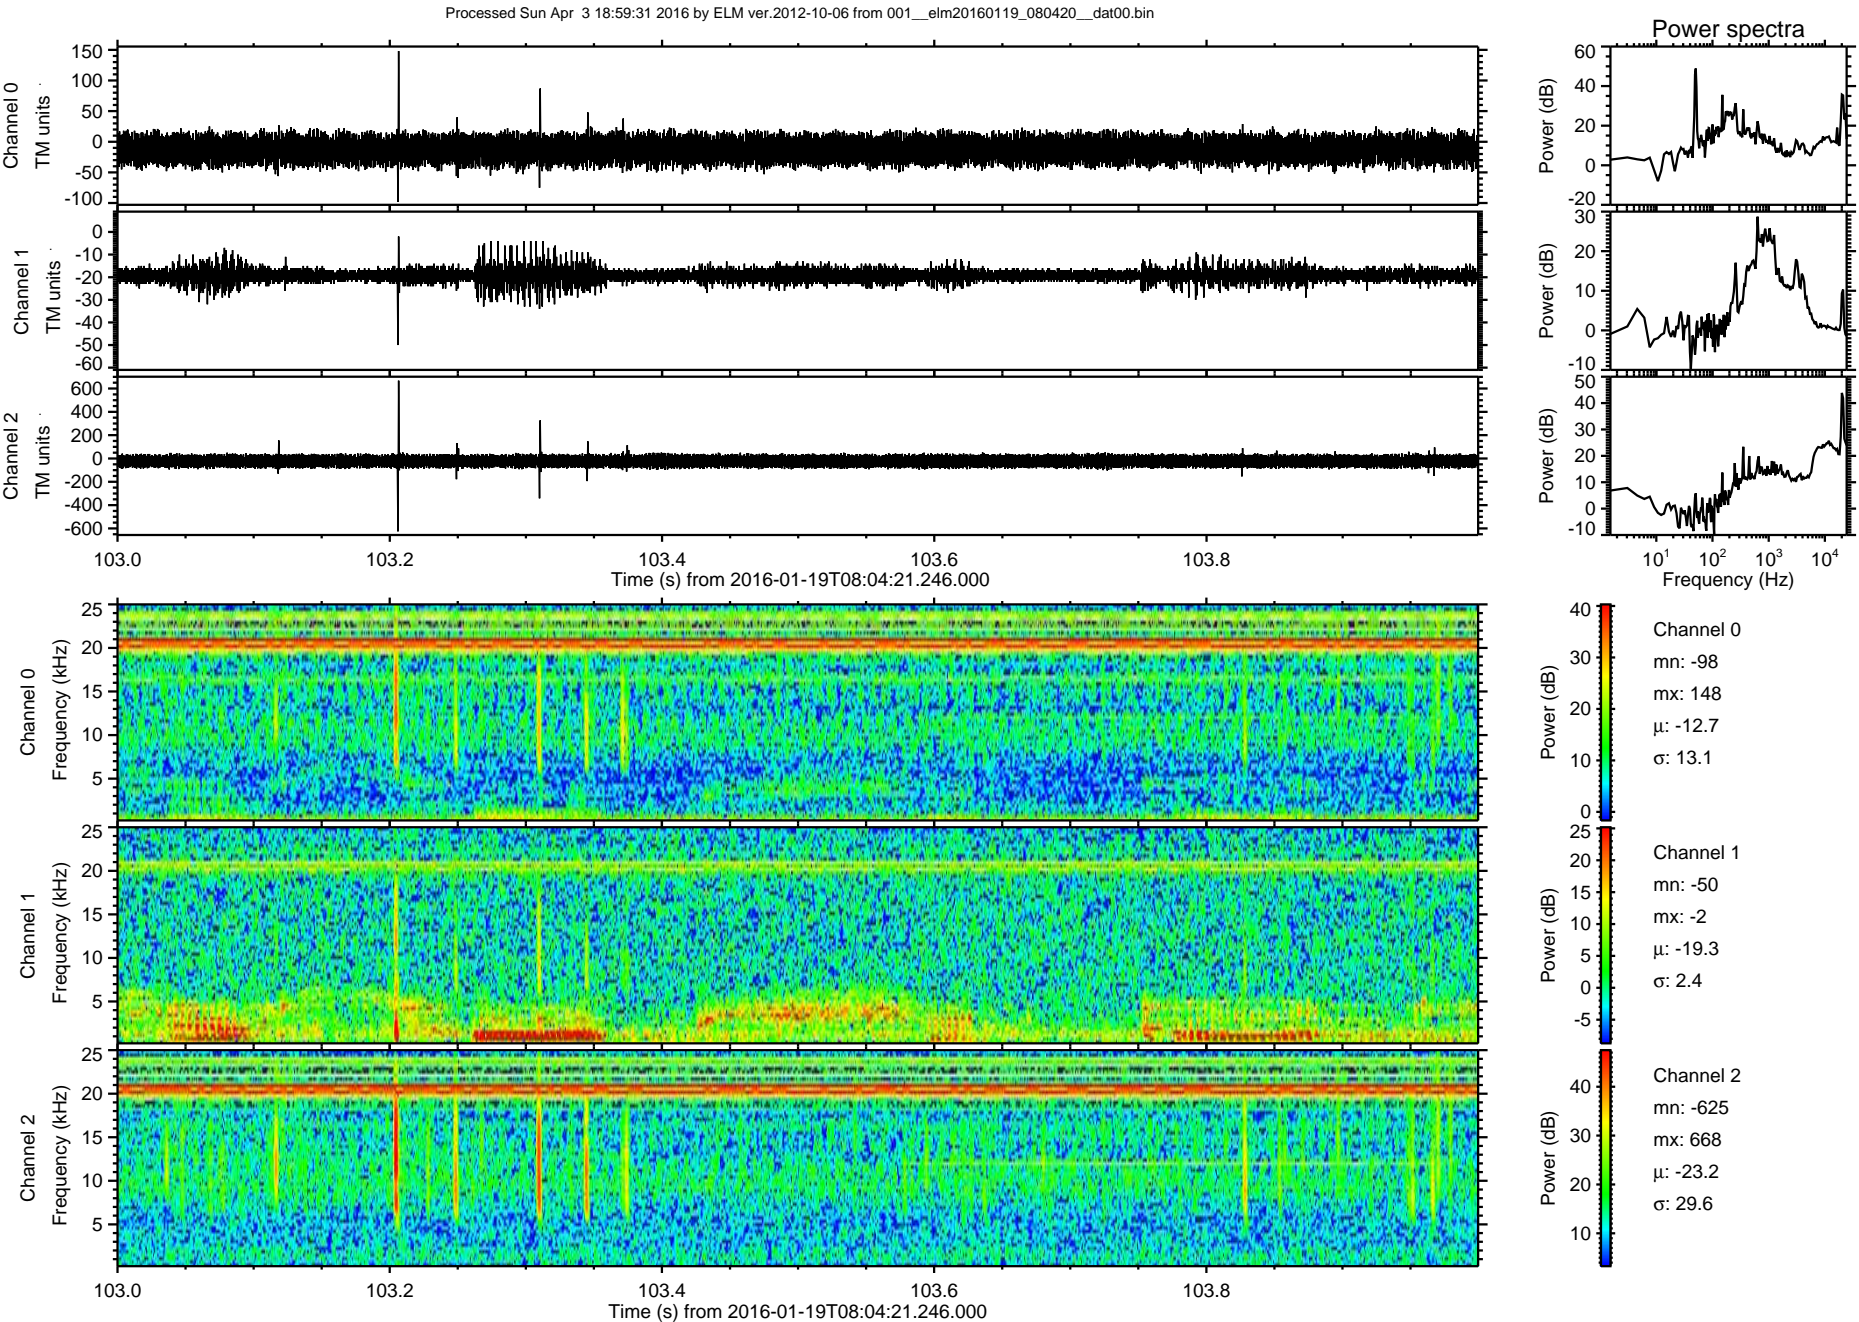 Processed Sun Apr 3 18:59:31 2016 by ELM ver.2012-10-06 from 001__elm20160119_080420__dat00.bin
Power spectra
Channel 0
TM units
150
100
50
0
-50
-100
Power (dB)
60
40
20
0
-20
Channel 1
TM units
0
-10
-20
-30
-40
-50
-60
Power (dB)
30
20
10
0
-10
Channel 2
TM units
600
400
200
0
-200
-400
-600
Power (dB)
50
40
30
20
10
0
-10
103.0 103.2 103.4 103.6 103.8
Time (s) from 2016-01-19T08:04:21.246.000
10¹ 10² 10³ 10⁴
Frequency (Hz)
Channel 0
Frequency (kHz)
25
20
15
10
5
Power (dB)
40
30
20
10
0
Channel 0
mn: -98
mx: 148
μ: -12.7
σ: 13.1
Channel 1
Frequency (kHz)
25
20
15
10
5
Power (dB)
25
20
15
10
5
0
-5
Channel 1
mn: -50
mx: -2
μ: -19.3
σ: 2.4
Channel 2
Frequency (kHz)
25
20
15
10
5
Power (dB)
40
30
20
10
Channel 2
mn: -625
mx: 668
μ: -23.2
σ: 29.6
103.0 103.2 103.4 103.6 103.8
Time (s) from 2016-01-19T08:04:21.246.000